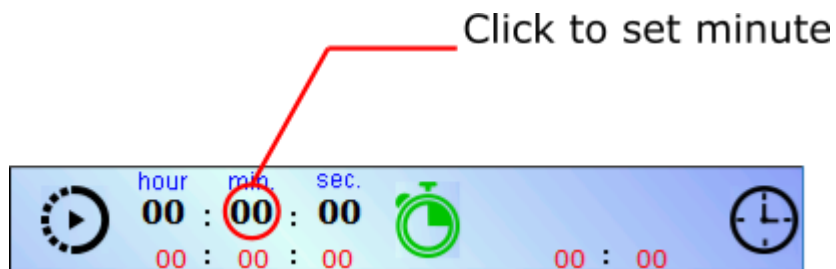 Click to set minute
hour min. sec.
00 : 00 : 00
00 : 00 : 00 00 : 00